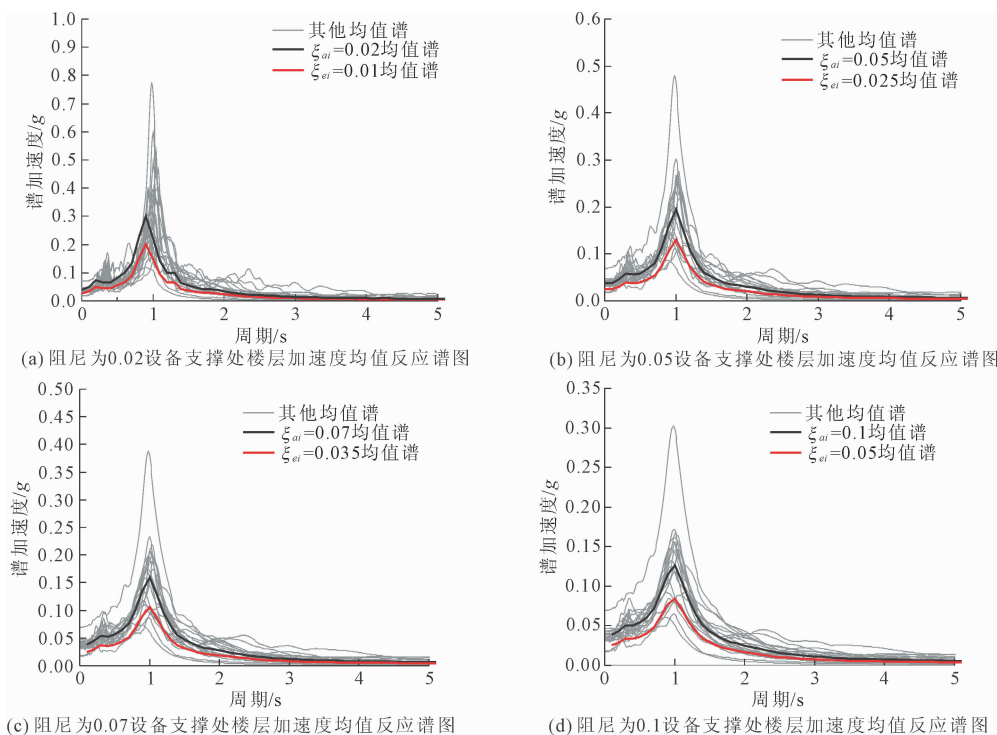 1.0
0.9
0.8
0.7
0.6
0.5
0.4
0.3
0.2
0.1
0.0
谱加速度/g
其他均值谱
ξai=0.02均值谱
ξei=0.01均值谱
0 1 2 3 4 5
周期/s
(a)阻尼为0.02设备支撑处楼层加速度均值反应谱图
0.6
0.5
0.4
0.3
0.2
0.1
0.0
谱加速度/g
其他均值谱
ξai=0.05均值谱
ξei=0.025均值谱
0 1 2 3 4 5
周期/s
(b)阻尼为0.05设备支撑处楼层加速度均值反应谱图
0.50
0.45
0.40
0.35
0.30
0.25
0.20
0.15
0.10
0.05
0.00
谱加速度/g
其他均值谱
ξai=0.07均值谱
ξei=0.035均值谱
0 1 2 3 4 5
周期/s
(c)阻尼为0.07设备支撑处楼层加速度均值反应谱图
0.35
0.30
0.25
0.20
0.15
0.10
0.05
0.00
谱加速度/g
其他均值谱
ξai=0.1均值谱
ξei=0.05均值谱
0 1 2 3 4 5
周期/s
(d)阻尼为0.1设备支撑处楼层加速度均值反应谱图